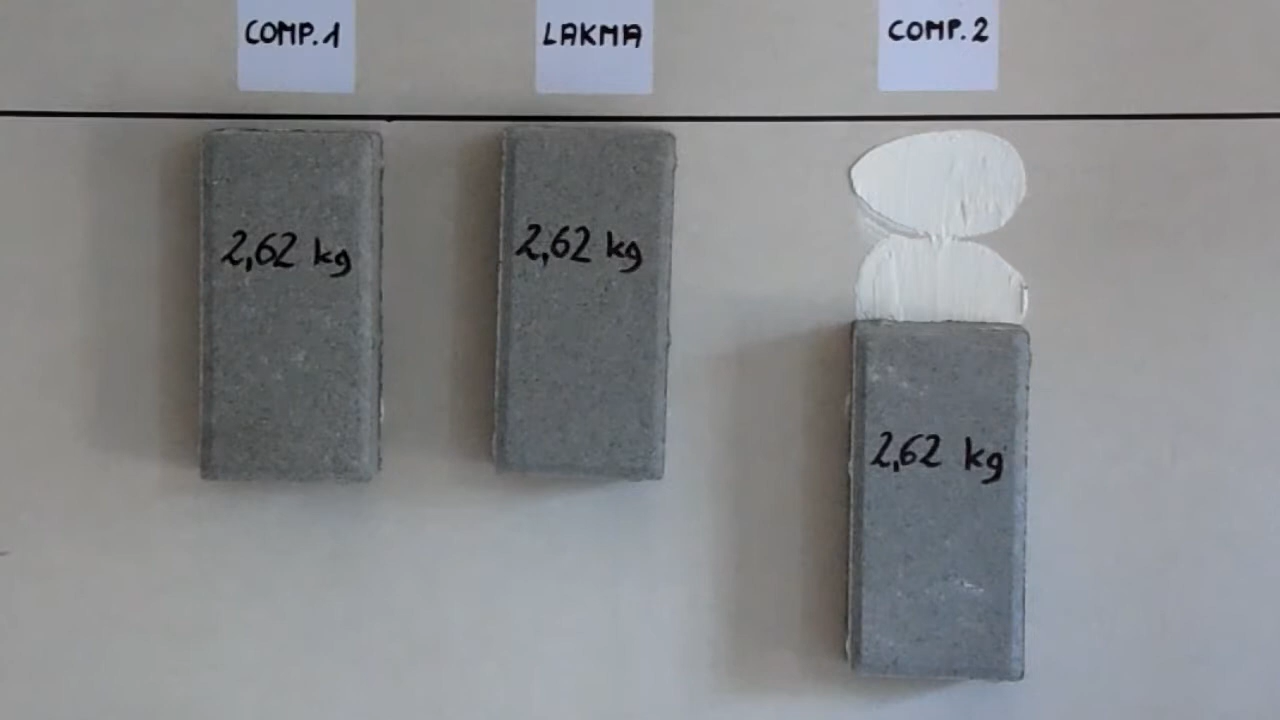 COMP.1
LAKMA
COMP.2
2,62 kg
2,62 kg
2,62 kg